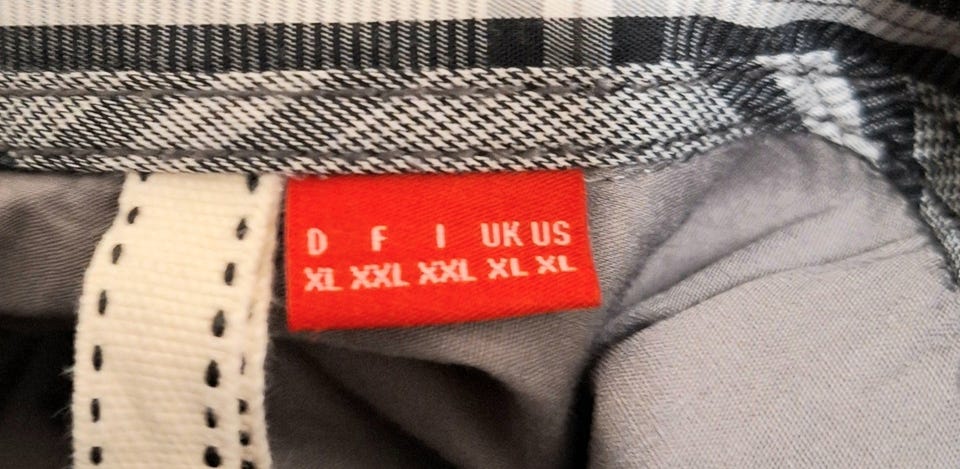 D F I UK US
XL XXL XXL XL XL